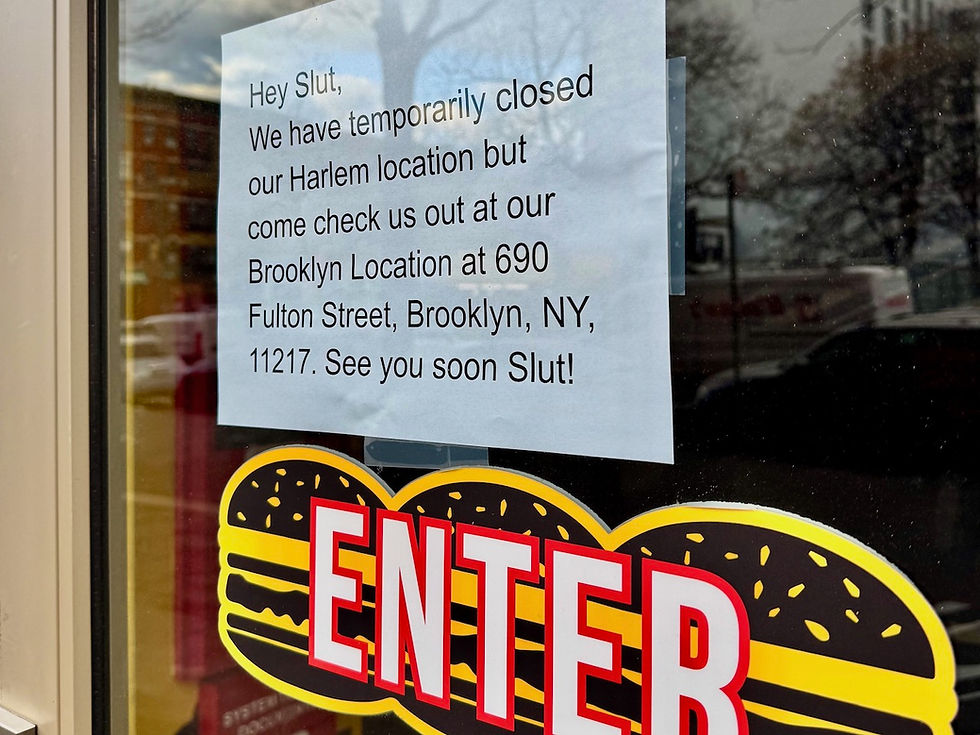 Hey Slut,
We have temporarily closed
our Harlem location but
come check us out at our
Brooklyn Location at 690
Fulton Street, Brooklyn, NY,
11217. See you soon Slut!
ENTER